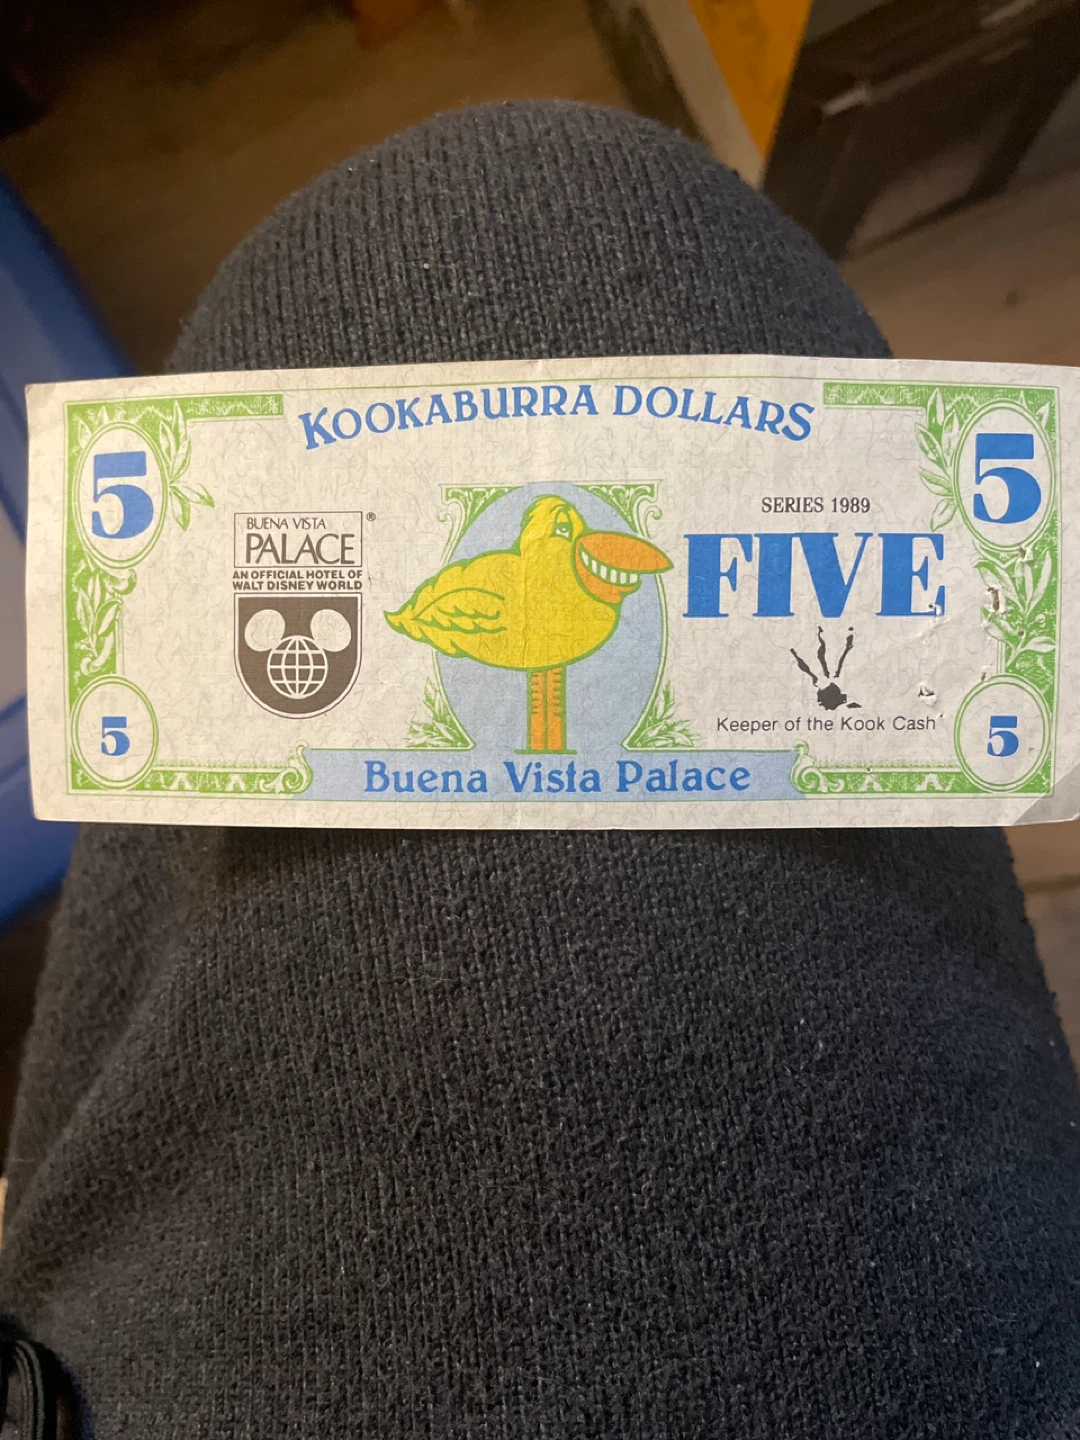 KOOKABURRA DOLLARS
5
5
SERIES 1989
BUENA VISTA
PALACE®
AN OFFICIAL HOTEL OF
WALT DISNEY WORLD
FIVE
Keeper of the Kook Cash
5
5
Buena Vista Palace